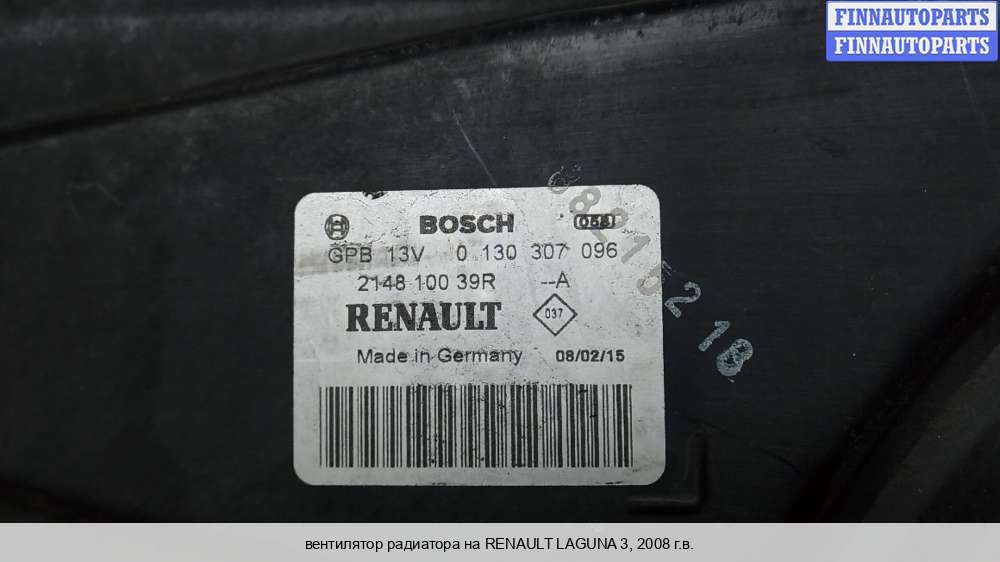 FINNAUTOPARTS
FINNAUTOPARTS
BOSCH 058
GPB 13V 0 130 307 096
2148 100 39R --A
RENAULT 037
Made in Germany 08/02/15
вентилятор радиатора на RENAULT LAGUNA 3, 2008 г.в.